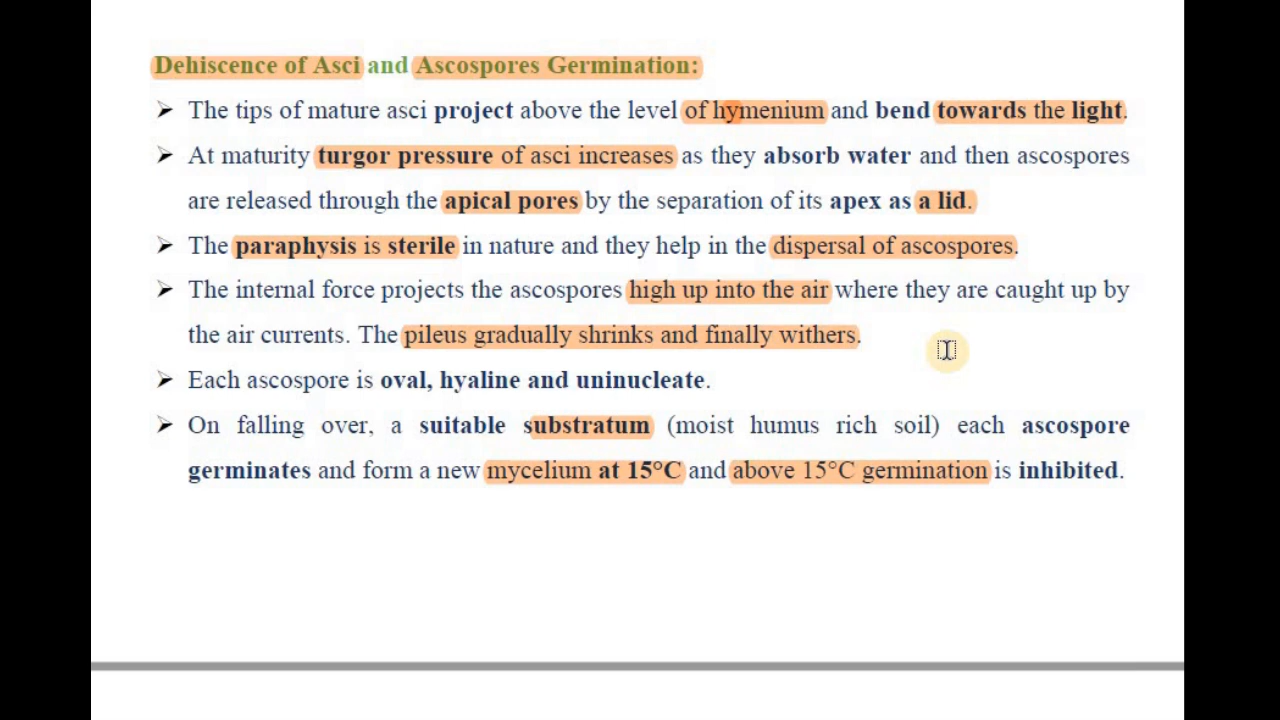 Dehiscence of Asci and Ascospores Germination:
➢ The tips of mature asci project above the level of hymenium and bend towards the light.
➢ At maturity turgor pressure of asci increases as they absorb water and then ascospores
are released through the apical pores by the separation of its apex as a lid.
➢ The paraphysis is sterile in nature and they help in the dispersal of ascospores.
➢ The internal force projects the ascospores high up into the air where they are caught up by
the air currents. The pileus gradually shrinks and finally withers.
➢ Each ascospore is oval, hyaline and uninucleate.
➢ On falling over, a suitable substratum (moist humus rich soil) each ascospore
germinates and form a new mycelium at 15°C and above 15°C germination is inhibited.